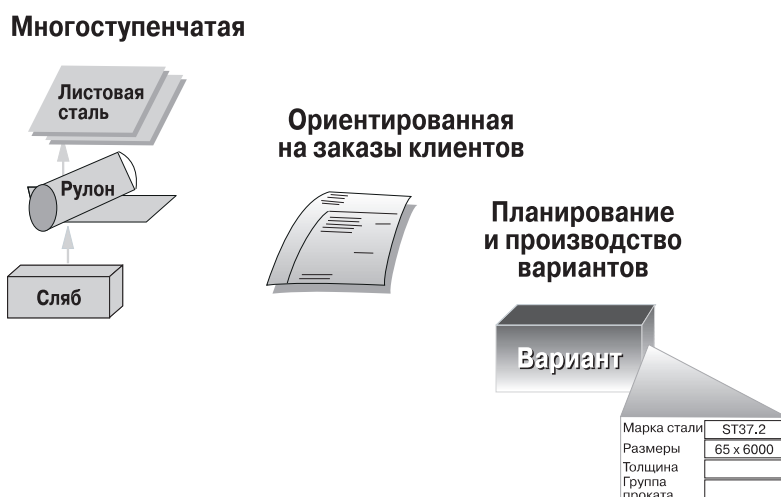 Многоступенчатая
Листовая
сталь
Рулон
Сляб
Ориентированная
на заказы клиентов
Планирование
и производство
вариантов
Вариант
Марка стали ST37.2
Размеры 65 x 6000
Толщина
Группа
проката